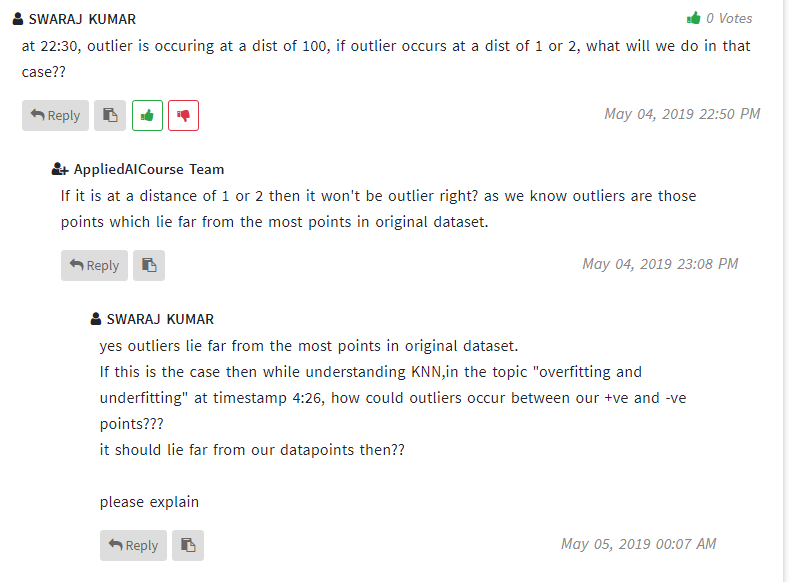 SWARAJ KUMAR
0 Votes
at 22:30, outlier is occuring at a dist of 100, if outlier occurs at a dist of 1 or 2, what will we do in that
case??
Reply
May 04, 2019 22:50 PM
AppliedAICourse Team
If it is at a distance of 1 or 2 then it won't be outlier right? as we know outliers are those
points which lie far from the most points in original dataset.
Reply
May 04, 2019 23:08 PM
SWARAJ KUMAR
yes outliers lie far from the most points in original dataset.
If this is the case then while understanding KNN,in the topic "overfitting and
underfitting" at timestamp 4:26, how could outliers occur between our +ve and -ve
points???
it should lie far from our datapoints then??
please explain
Reply
May 05, 2019 00:07 AM